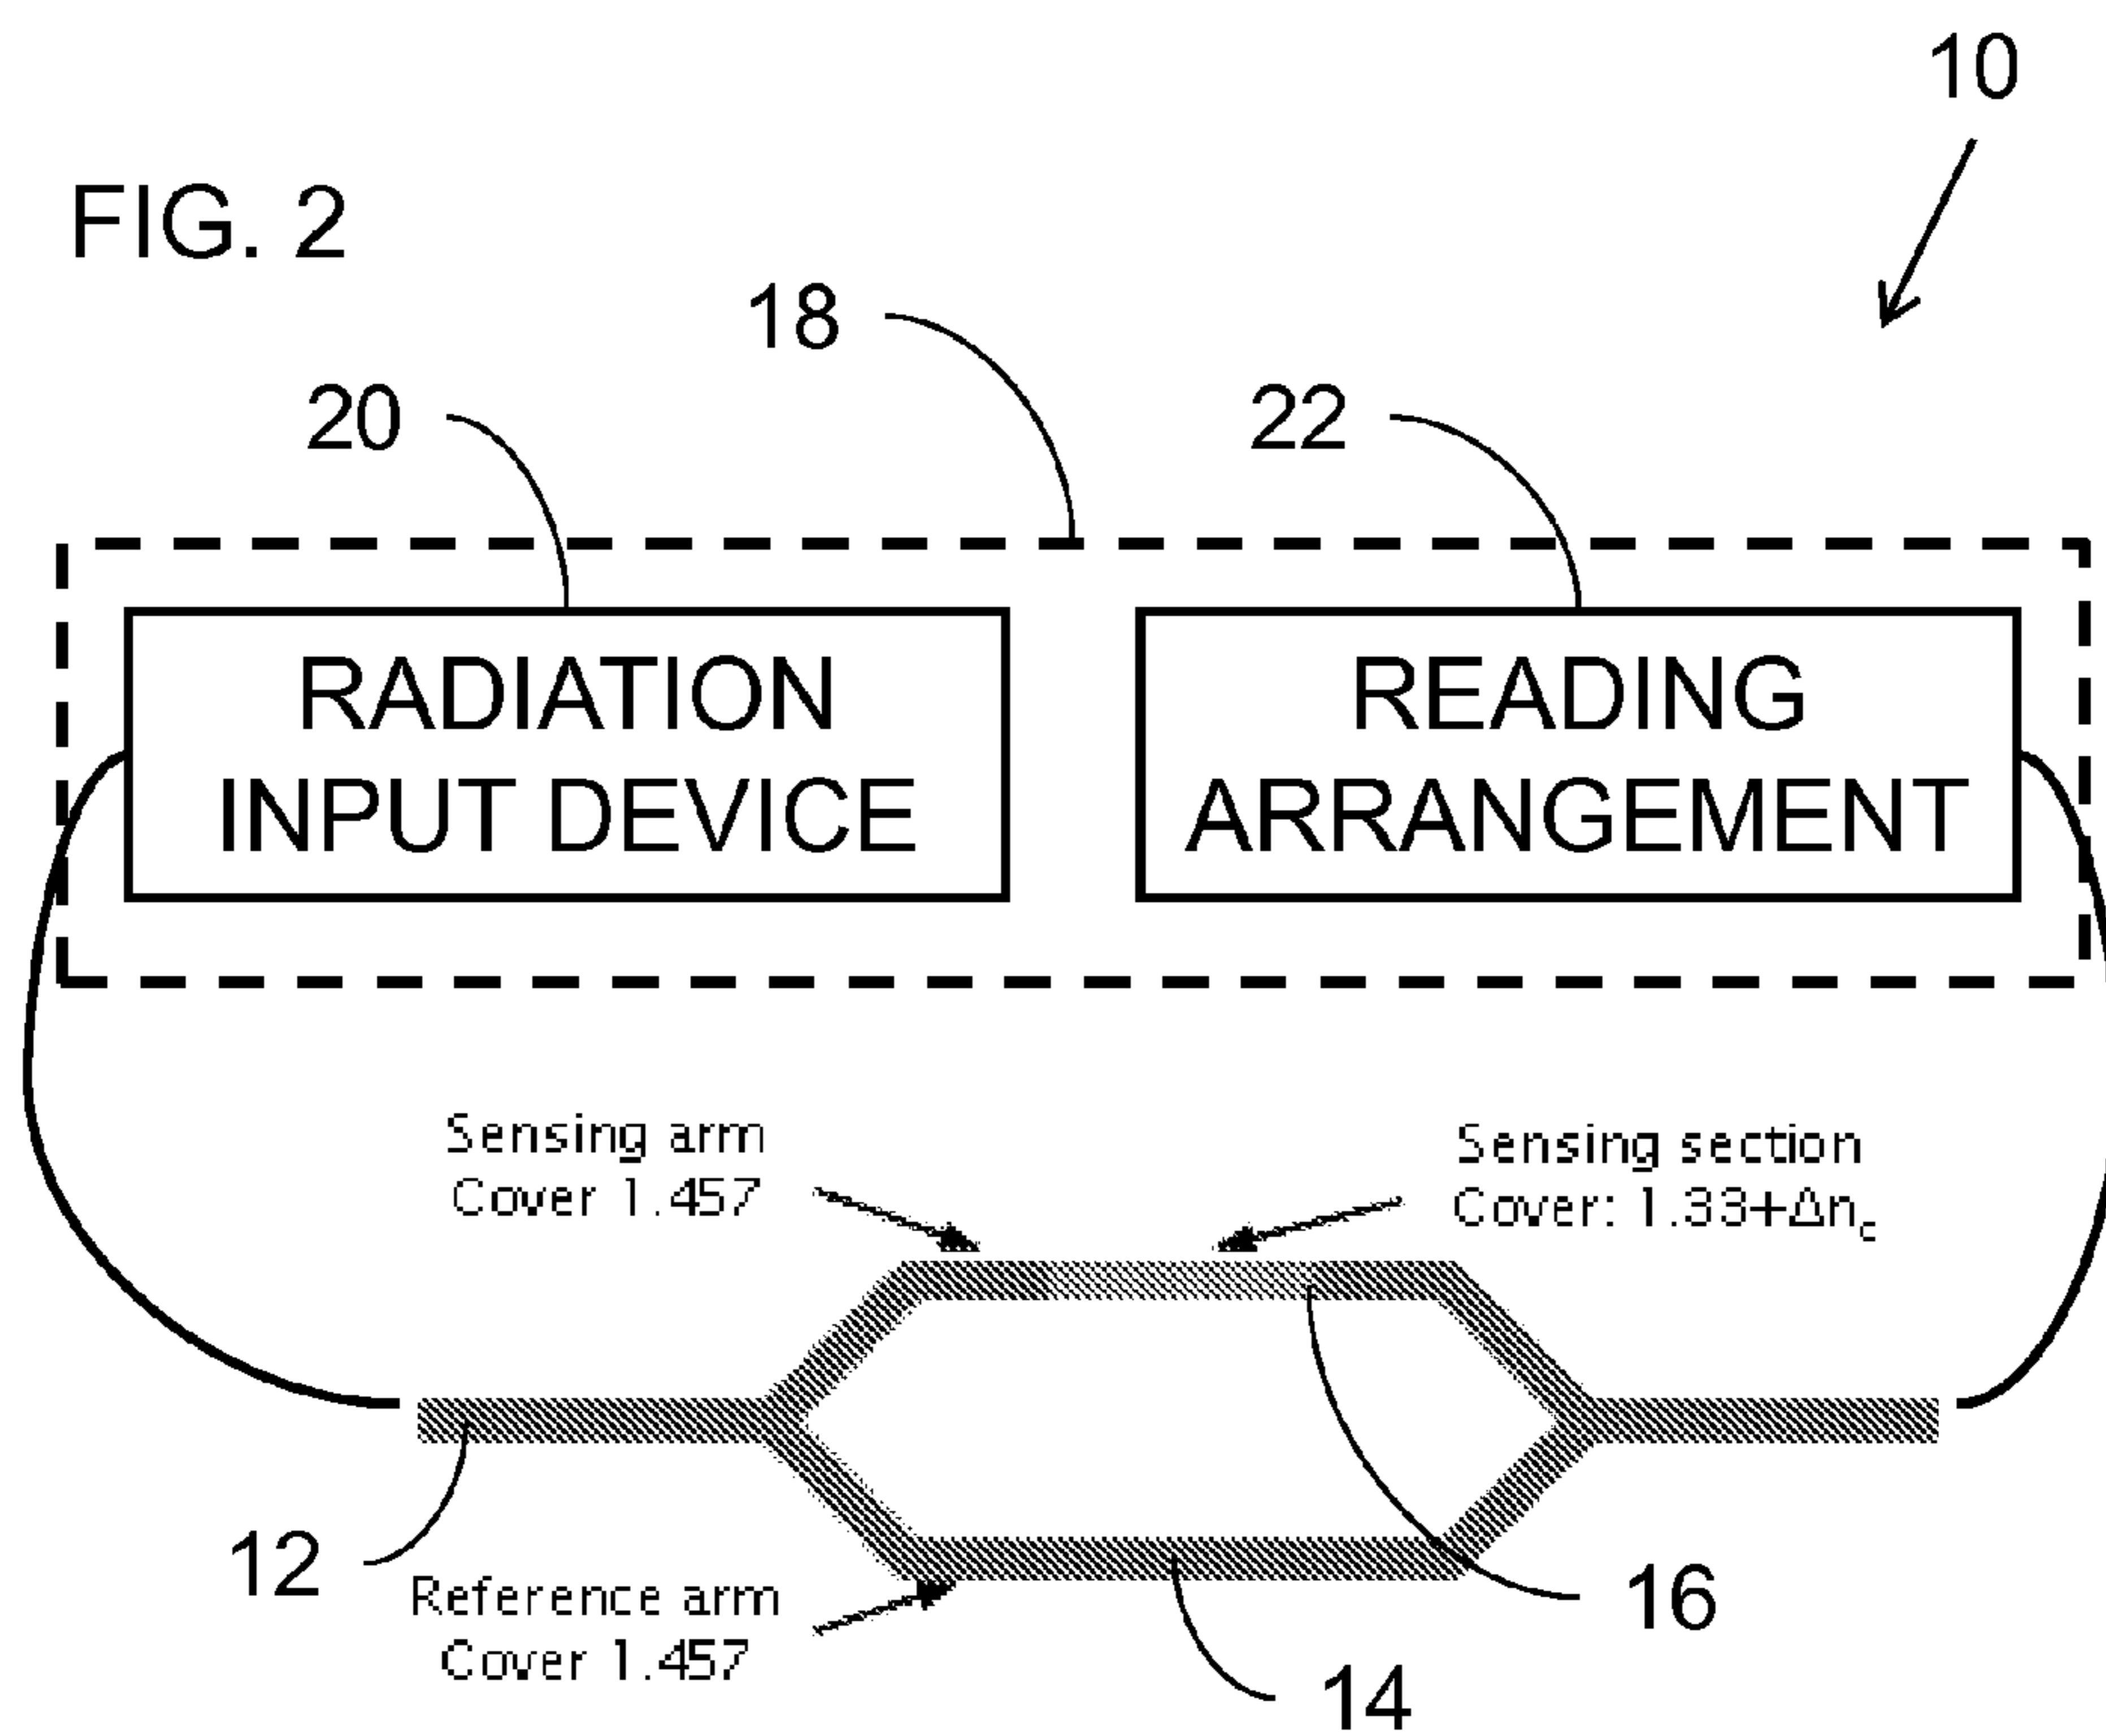 10
FIG. 2
18
20
22
RADIATION
INPUT DEVICE
READING
ARRANGEMENT
Sensing arm
Cover 1.457
Sensing section
Cover: 1.33+Δn_c
12
Reference arm
Cover 1.457
16
14